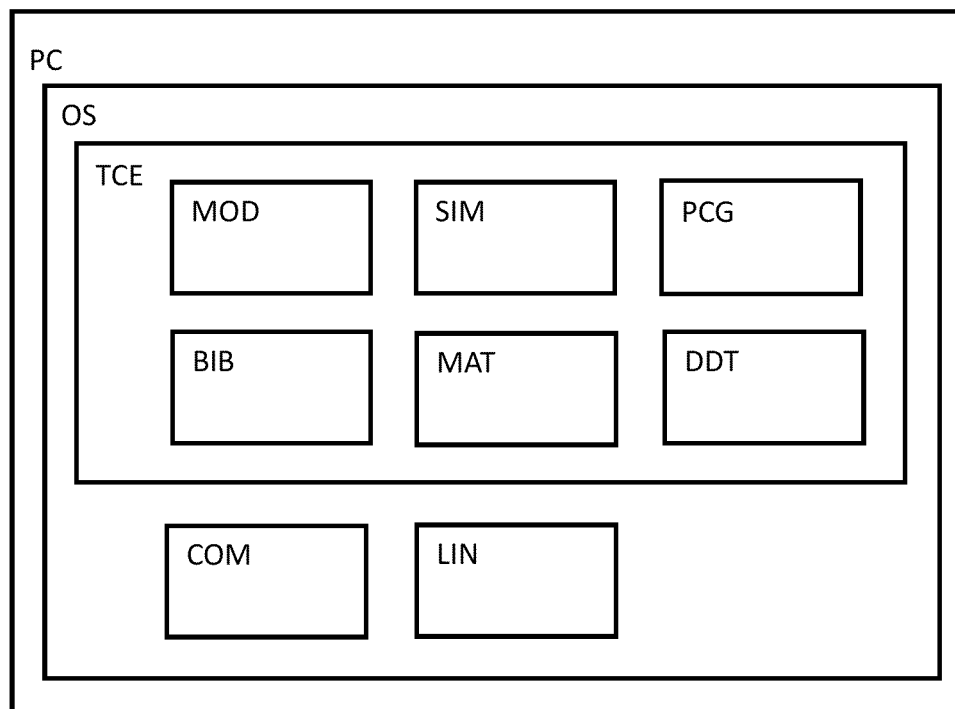 PC
OS
TCE
MOD
SIM
PCG
BIB
MAT
DDT
COM
LIN